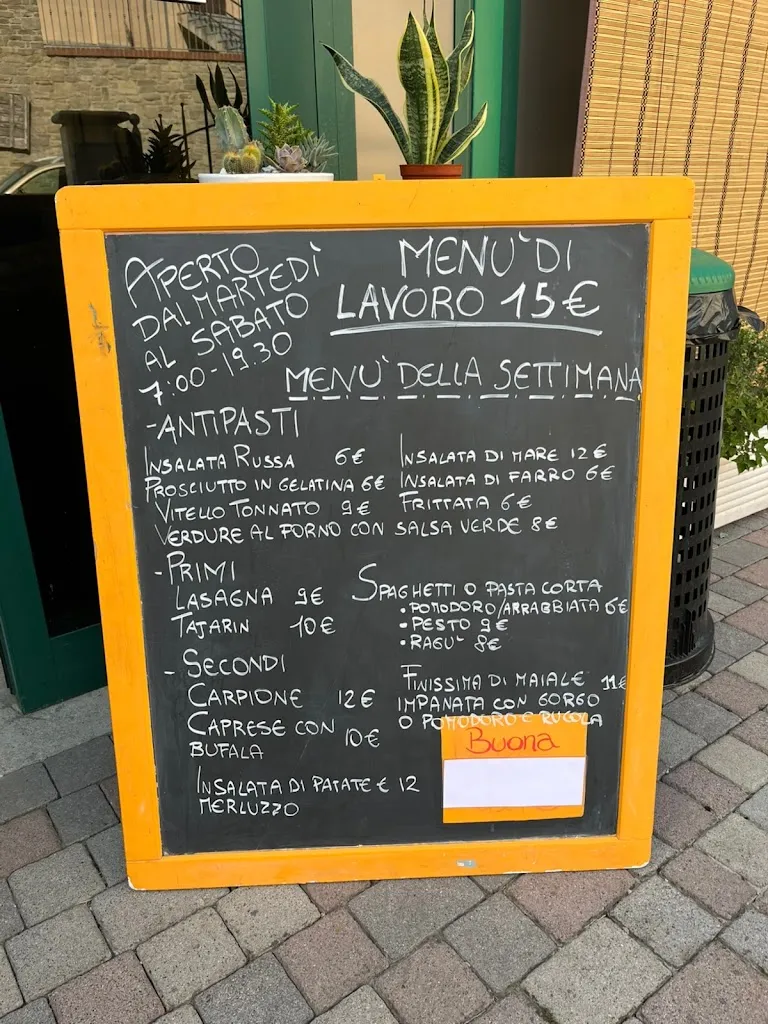 APERTO
DAL MARTEDÌ
AL SABATO
7:00-19.30
MENU' DI
LAVORO 15€
MENU' DELLA SETTIMANA
-ANTIPASTI
INSALATA RUSSA 6€
PROSCIUTTO IN GELATINA 6€
VITELLO TONNATO 9€
INSALATA DI MARE 12€
INSALATA DI FARRO 6€
FRITTATA 6€
VERDURE AL FORNO CON SALSA VERDE 8€
-PRIMI
LASAGNA 9€
TAJARIN 10€
SPAGHETTI O PASTA CORTA
•POMODORO/ARRABBIATA 6€
•PESTO 9€
•RAGU' 8€
-SECONDI
CARPIONE 12€
CAPRESE CON
BUFALA 10€
INSALATA DI PATATE € 12
MERLUZZO
FINISSIMA DI MAIALE 11€
IMPANATA CON GORGO
O POMODORO E RUCOLA
Buona